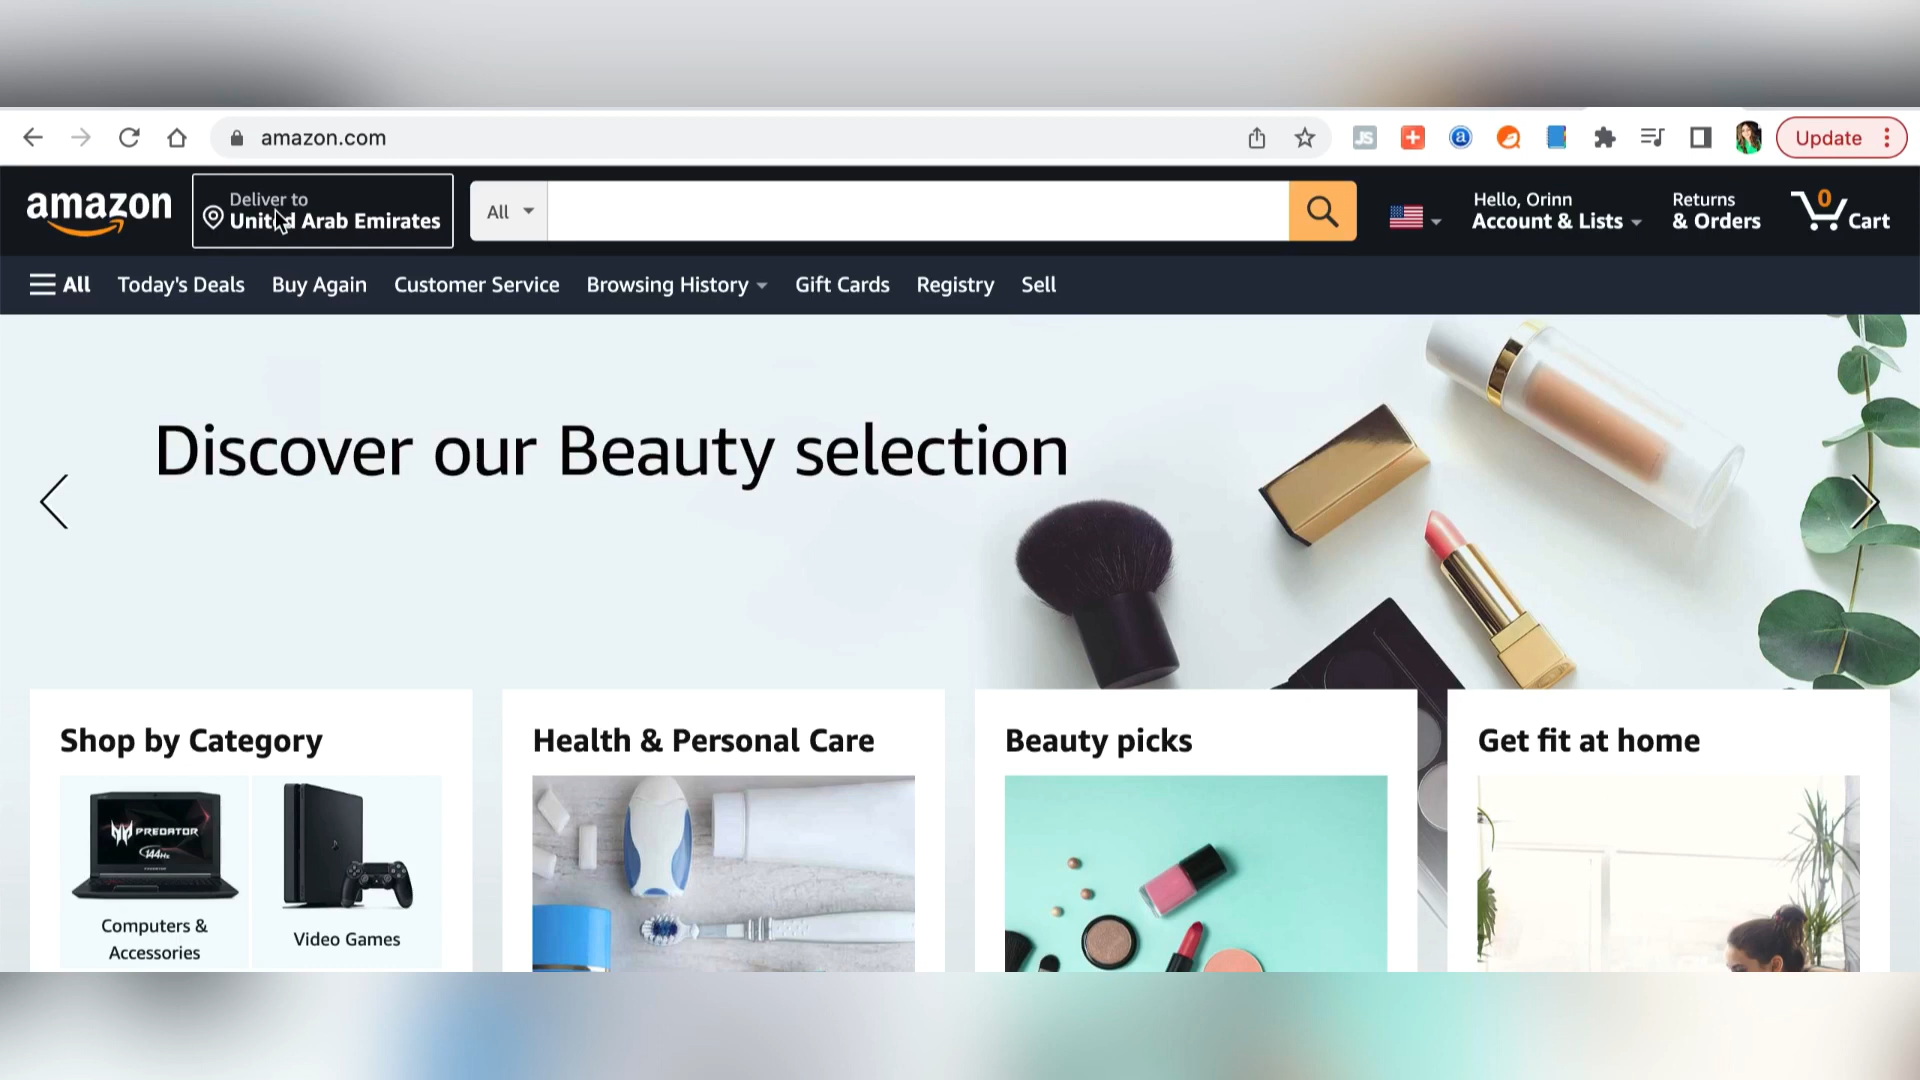 amazon.com
JS
a
Update
amazon
Deliver to
United Arab Emirates
All
Hello, Orinn
Account & Lists
Returns
& Orders
0
Cart
All
Today's Deals
Buy Again
Customer Service
Browsing History
Gift Cards
Registry
Sell
Discover our Beauty selection
Shop by Category
Health & Personal Care
Beauty picks
Get fit at home
PREDATOR
144Hz
Computers &
Accessories
Video Games